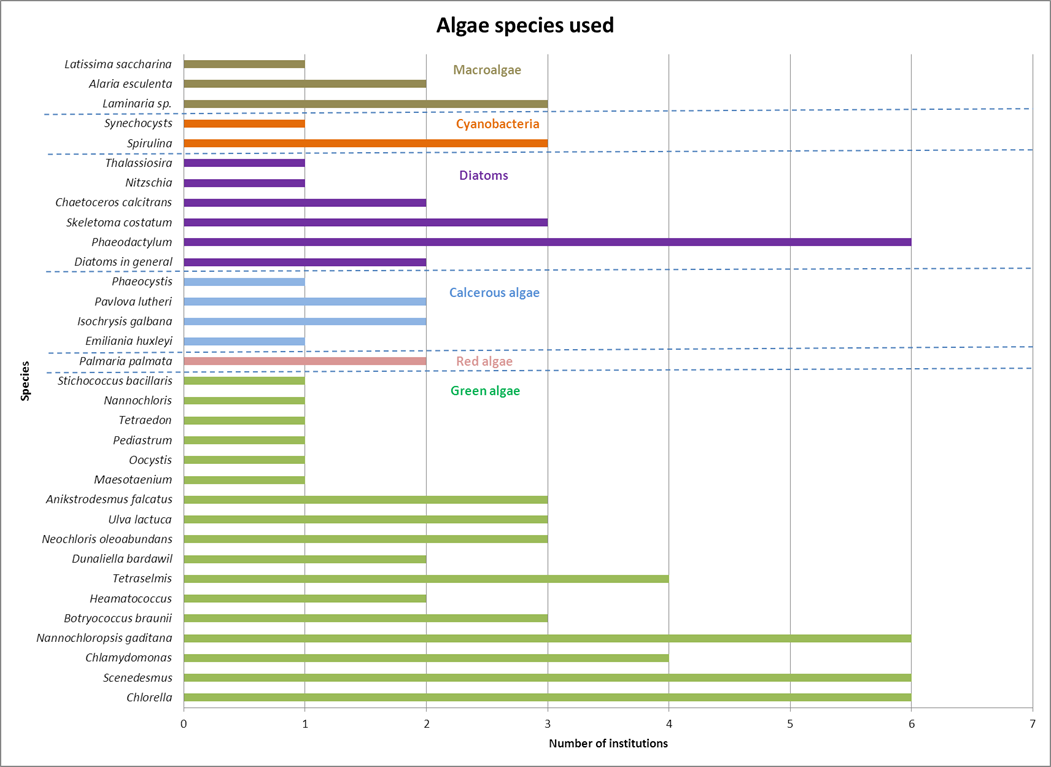 Algae species used
Latissima saccharina
Macroalgae
Alaria esculenta
Laminaria sp.
Synechocysts
Cyanobacteria
Spirulina
Thalassiosira
Diatoms
Nitzschia
Chaetoceros calcitrans
Skeletoma costatum
Phaeodactylum
Diatoms in general
Phaeocystis
Calcerous algae
Pavlova lutheri
Isochrysis galbana
Emiliania huxleyi
Palmaria palmata
Red algae
Stichococcus bacillaris
Green algae
Nannochloris
Tetraedon
Pediastrum
Oocystis
Maesotaenium
Anikstrodesmus falcatus
Ulva lactuca
Neochloris oleoabundans
Dunaliella bardawil
Tetraselmis
Heamatococcus
Botryococcus braunii
Nannochloropsis gaditana
Chlamydomonas
Scenedesmus
Chlorella
Species
0 1 2 3 4 5 6 7
Number of institutions